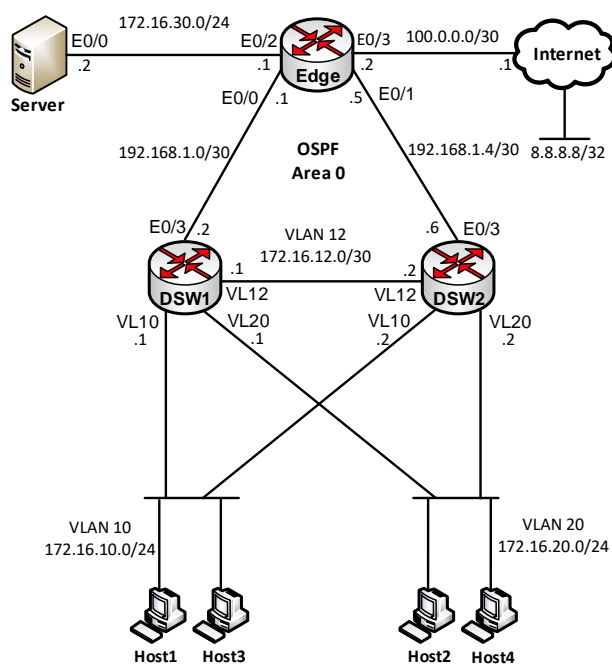 172.16.30.0/24
E0/0
E0/2
E0/3
100.0.0.0/30
.2
.1
.2
.1
Internet
Edge
Server
E0/0
.1
.5
E0/1
192.168.1.0/30
OSPF
Area 0
192.168.1.4/30
8.8.8.8/32
E0/3
.2
VLAN 12
172.16.12.0/30
.6
E0/3
.1
.2
DSW1
VL12
VL12
DSW2
VL10
.1
VL20
.1
VL10
.2
VL20
.2
VLAN 10
172.16.10.0/24
VLAN 20
172.16.20.0/24
Host1
Host3
Host2
Host4